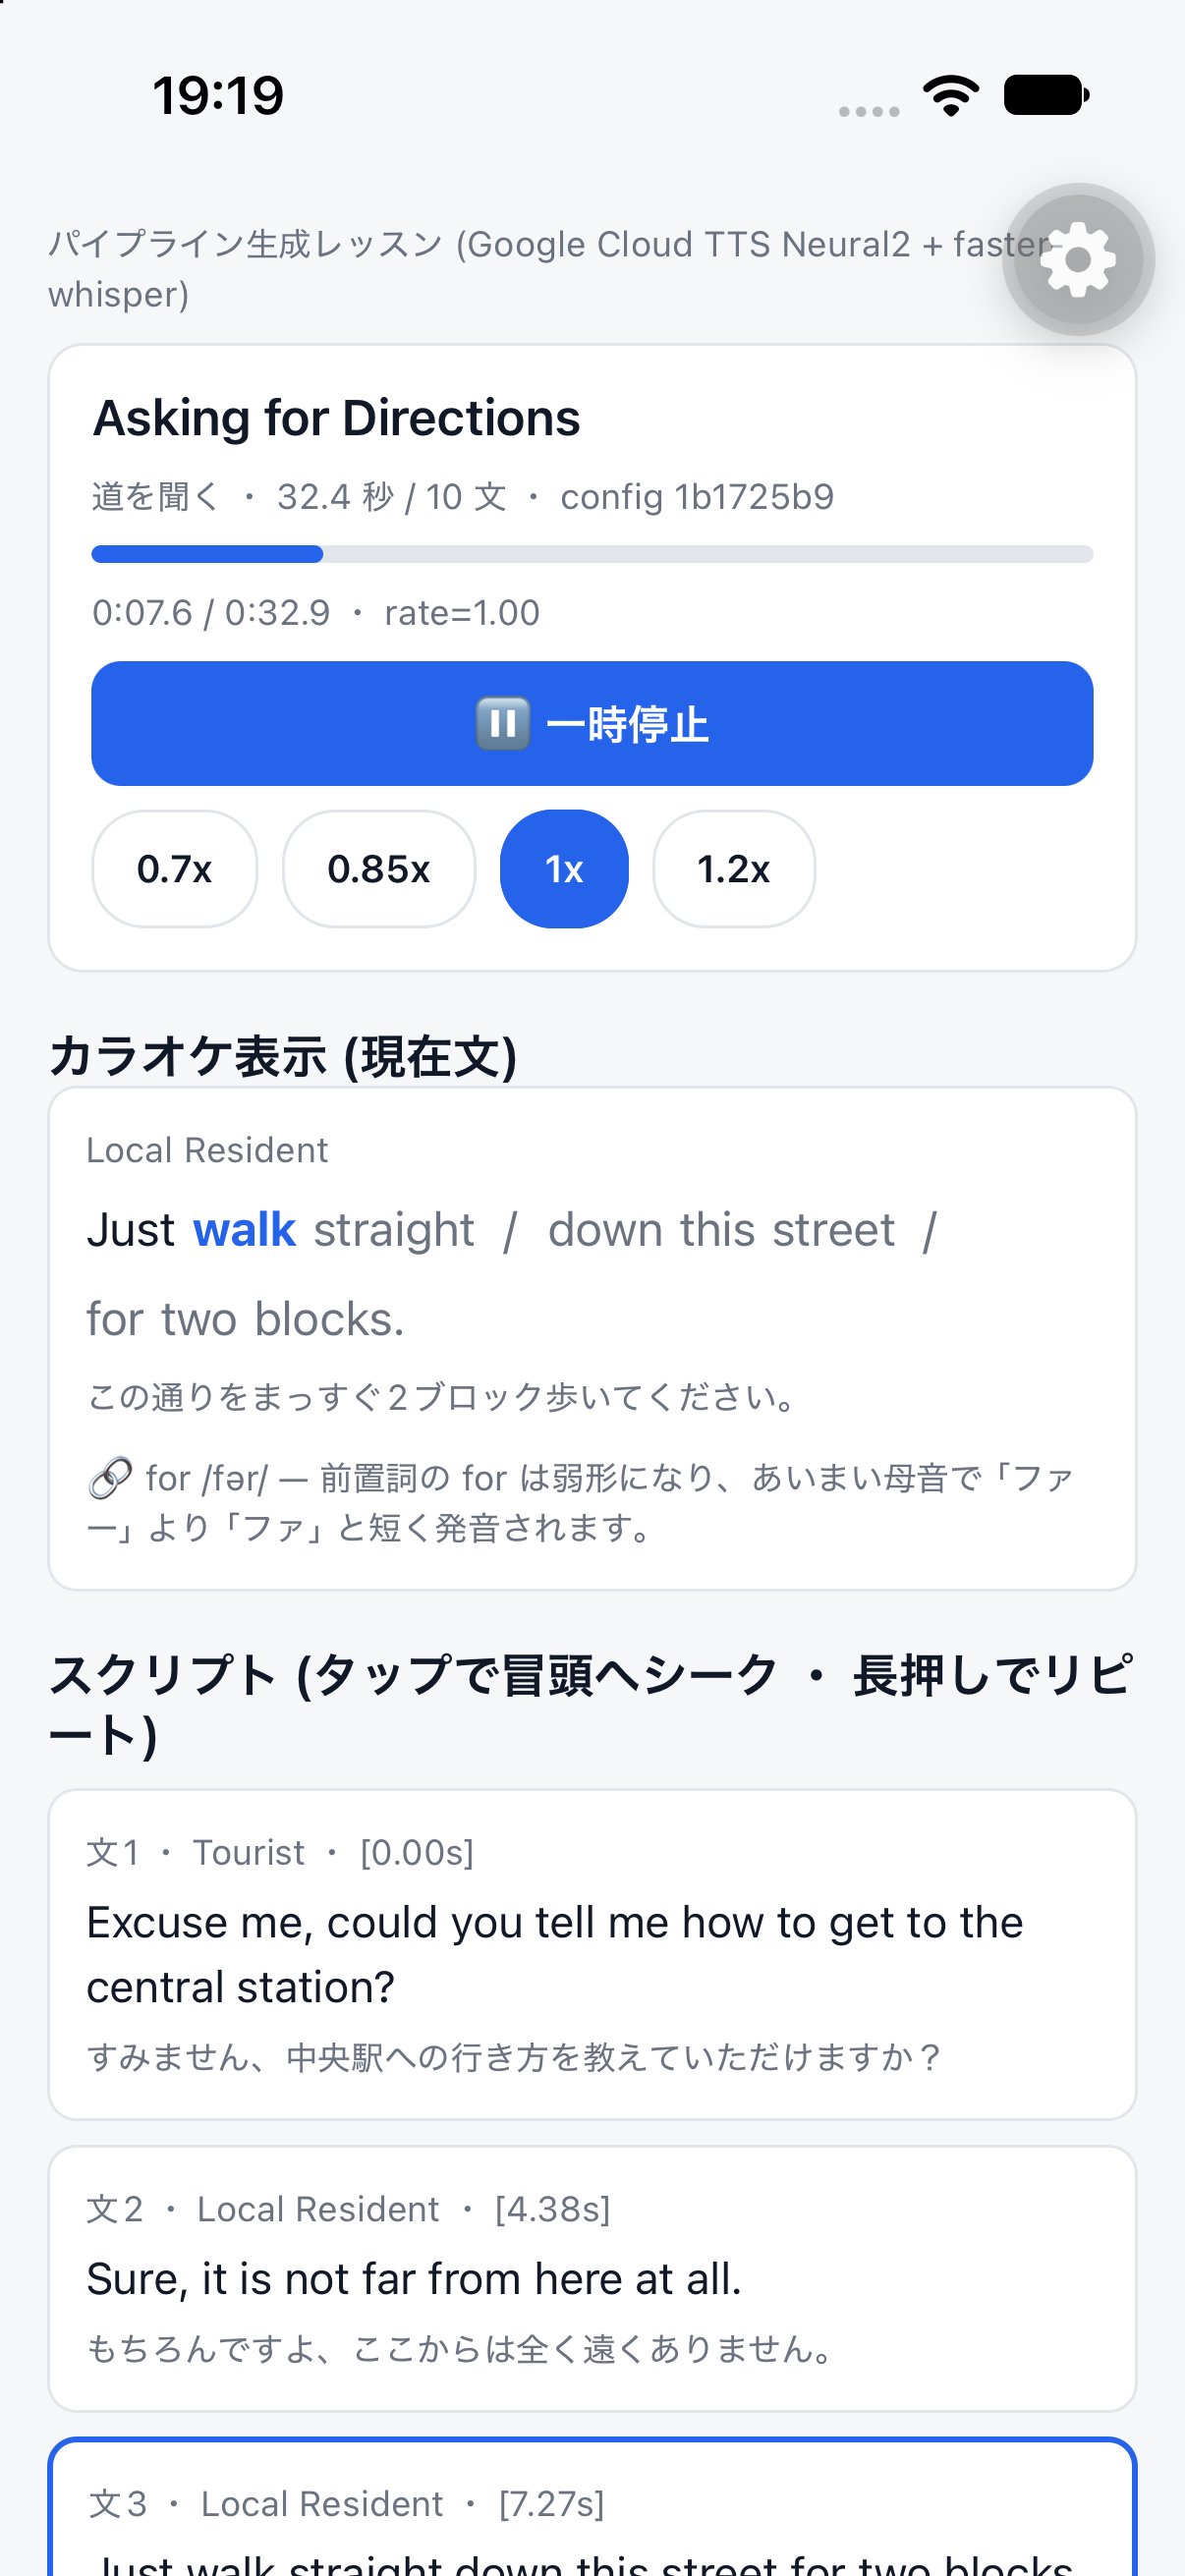 19:19
パイプライン生成レッスン (Google Cloud TTS Neural2 + faster-
whisper)
Asking for Directions
道を聞く ・ 32.4 秒 / 10 文 ・ config 1b1725b9
0:07.6 / 0:32.9 ・ rate=1.00
⏸ 一時停止
0.7x 0.85x 1x 1.2x
カラオケ表示 (現在文)
Local Resident
Just walk straight / down this street /
for two blocks.
この通りをまっすぐ2ブロック歩いてください。
🔗 for /fər/ — 前置詞の for は弱形になり、あいまい母音で「ファ
ー」より「ファ」と短く発音されます。
スクリプト (タップで冒頭へシーク ・ 長押しでリピ
ート)
文1 ・ Tourist ・ [0.00s]
Excuse me, could you tell me how to get to the
central station?
すみません、中央駅への行き方を教えていただけますか？
文2 ・ Local Resident ・ [4.38s]
Sure, it is not far from here at all.
もちろんですよ、ここからは全く遠くありません。
文3 ・ Local Resident ・ [7.27s]
Just walk straight down this street for two blocks